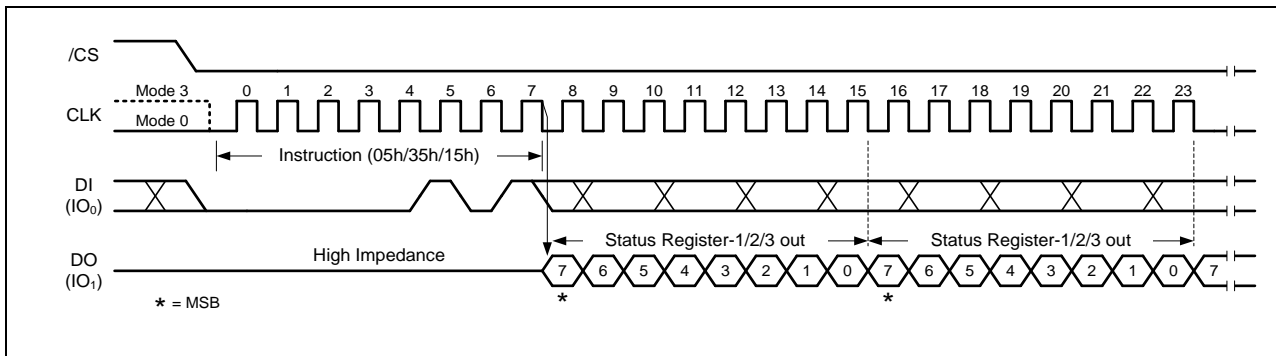 /CS
Mode 3 0 1 2 3 4 5 6 7 8 9 10 11 12 13 14 15 16 17 18 19 20 21 22 23
CLK
Mode 0
Instruction (05h/35h/15h)
DI
(IO₀)
Status Register-1/2/3 out Status Register-1/2/3 out
High Impedance
DO
(IO₁)
7 6 5 4 3 2 1 0 7 6 5 4 3 2 1 0 7
* *
* = MSB